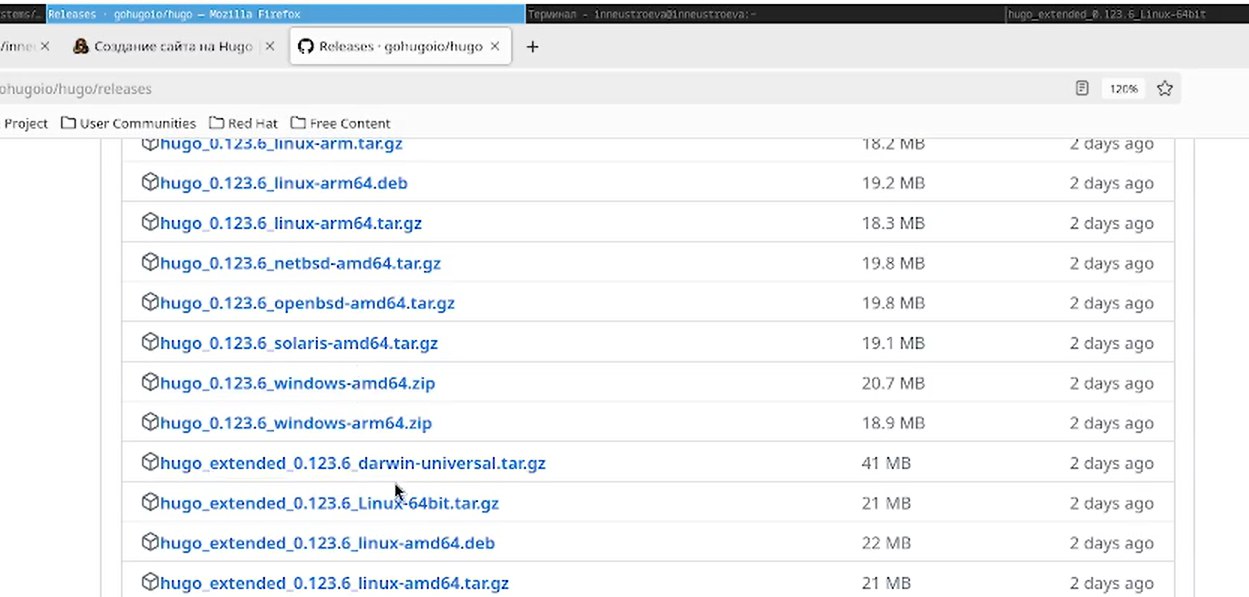 stems/… Releases · gohugoio/hugo — Mozilla Firefox Терминал - inneustroeva@inneustroeva:~ hugo_extended_0.123.6_Linux-64bit
/inne Создание сайта на Hugo Releases · gohugoio/hugo
ohugoio/hugo/releases 120%
Project User Communities Red Hat Free Content
hugo_0.123.6_linux-arm.tar.gz 18.2 MB 2 days ago
hugo_0.123.6_linux-arm64.deb 19.2 MB 2 days ago
hugo_0.123.6_linux-arm64.tar.gz 18.3 MB 2 days ago
hugo_0.123.6_netbsd-amd64.tar.gz 19.8 MB 2 days ago
hugo_0.123.6_openbsd-amd64.tar.gz 19.8 MB 2 days ago
hugo_0.123.6_solaris-amd64.tar.gz 19.1 MB 2 days ago
hugo_0.123.6_windows-amd64.zip 20.7 MB 2 days ago
hugo_0.123.6_windows-arm64.zip 18.9 MB 2 days ago
hugo_extended_0.123.6_darwin-universal.tar.gz 41 MB 2 days ago
hugo_extended_0.123.6_Linux-64bit.tar.gz 21 MB 2 days ago
hugo_extended_0.123.6_linux-amd64.deb 22 MB 2 days ago
hugo_extended_0.123.6_linux-amd64.tar.gz 21 MB 2 days ago